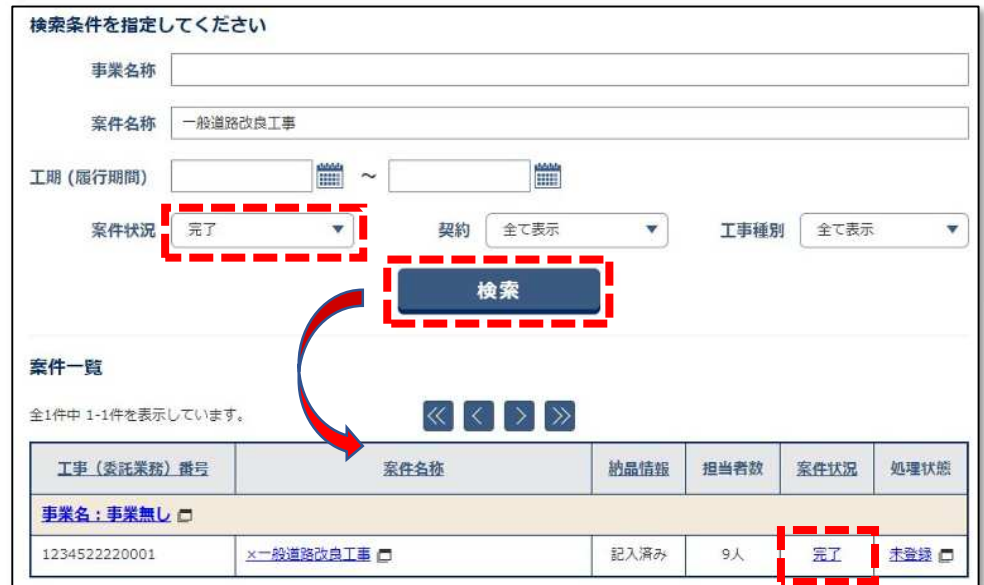 検索条件を指定してください
事業名称
案件名称 一般道路改良工事
工期 (履行期間) ～
案件状況 完了 ▼ 契約 全て表示 ▼ 工事種別 全て表示 ▼
検索
案件一覧
全1件中 1-1件を表示しています。
工事（委託業務）番号 案件名称 納品情報 担当者数 案件状況 処理状態
事業名：事業無し
1234522220001 ×一般道路改良工事 記入済み 9人 完了 未登録